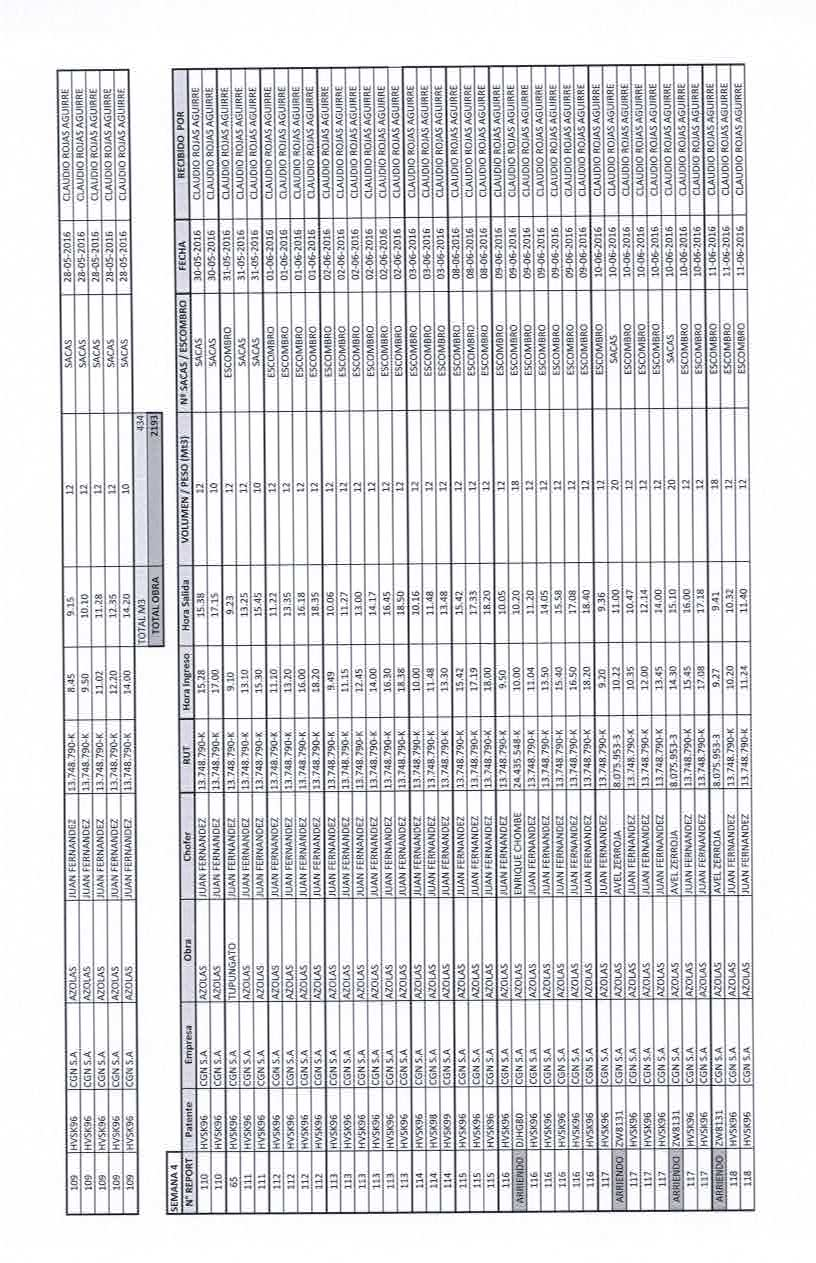 109 HVSK96 CGN S.A AZOLAS JUAN FERNANDEZ 13.748.790-K 8.45 9.15 12 SACAS 28-05-2016 CLAUDIO ROJAS AGUIRRE
109 HVSK96 CGN S.A AZOLAS JUAN FERNANDEZ 13.748.790-K 9.50 10.10 12 SACAS 28-05-2016 CLAUDIO ROJAS AGUIRRE
109 HVSK96 CGN S.A AZOLAS JUAN FERNANDEZ 13.748.790-K 11.02 11.28 12 SACAS 28-05-2016 CLAUDIO ROJAS AGUIRRE
109 HVSK96 CGN S.A AZOLAS JUAN FERNANDEZ 13.748.790-K 12.20 12.35 12 SACAS 28-05-2016 CLAUDIO ROJAS AGUIRRE
109 HVSK96 CGN S.A AZOLAS JUAN FERNANDEZ 13.748.790-K 14.00 14.20 10 SACAS 28-05-2016 CLAUDIO ROJAS AGUIRRE
TOTAL M3 434
TOTAL OBRA 2193
SEMANA 4
N° REPORT Patente Empresa Obra Chofer RUT Hora Ingreso Hora Salida VOLUMEN / PESO (Mt3) Nº SACAS / ESCOMBRO FECHA RECIBIDO POR
110 HVSK96 CGN S.A AZOLAS JUAN FERNANDEZ 13.748.790-K 15.28 15.38 12 SACAS 30-05-2016 CLAUDIO ROJAS AGUIRRE
110 HVSK96 CGN S.A AZOLAS JUAN FERNANDEZ 13.748.790-K 17.00 17.15 10 SACAS 30-05-2016 CLAUDIO ROJAS AGUIRRE
65 HVSK96 CGN S.A TUPUNGATO JUAN FERNANDEZ 13.748.790-K 9.10 9.23 12 ESCOMBRO 31-05-2016 CLAUDIO ROJAS AGUIRRE
111 HVSK96 CGN S.A AZOLAS JUAN FERNANDEZ 13.748.790-K 13.10 13.25 12 SACAS 31-05-2016 CLAUDIO ROJAS AGUIRRE
111 HVSK96 CGN S.A AZOLAS JUAN FERNANDEZ 13.748.790-K 15.30 15.45 10 SACAS 31-05-2016 CLAUDIO ROJAS AGUIRRE
112 HVSK96 CGN S.A AZOLAS JUAN FERNANDEZ 13.748.790-K 11.10 11.22 12 ESCOMBRO 01-06-2016 CLAUDIO ROJAS AGUIRRE
112 HVSK96 CGN S.A AZOLAS JUAN FERNANDEZ 13.748.790-K 13.20 13.35 12 ESCOMBRO 01-06-2016 CLAUDIO ROJAS AGUIRRE
112 HVSK96 CGN S.A AZOLAS JUAN FERNANDEZ 13.748.790-K 16.00 16.18 12 ESCOMBRO 01-06-2016 CLAUDIO ROJAS AGUIRRE
112 HVSK96 CGN S.A AZOLAS JUAN FERNANDEZ 13.748.790-K 18.20 18.35 12 ESCOMBRO 01-06-2016 CLAUDIO ROJAS AGUIRRE
113 HVSK96 CGN S.A AZOLAS JUAN FERNANDEZ 13.748.790-K 9.49 10.06 12 ESCOMBRO 02-06-2016 CLAUDIO ROJAS AGUIRRE
113 HVSK96 CGN S.A AZOLAS JUAN FERNANDEZ 13.748.790-K 11.15 11.27 12 ESCOMBRO 02-06-2016 CLAUDIO ROJAS AGUIRRE
113 HVSK96 CGN S.A AZOLAS JUAN FERNANDEZ 13.748.790-K 12.45 13.00 12 ESCOMBRO 02-06-2016 CLAUDIO ROJAS AGUIRRE
113 HVSK96 CGN S.A AZOLAS JUAN FERNANDEZ 13.748.790-K 14.00 14.17 12 ESCOMBRO 02-06-2016 CLAUDIO ROJAS AGUIRRE
113 HVSK96 CGN S.A AZOLAS JUAN FERNANDEZ 13.748.790-K 16.30 16.45 12 ESCOMBRO 02-06-2016 CLAUDIO ROJAS AGUIRRE
113 HVSK96 CGN S.A AZOLAS JUAN FERNANDEZ 13.748.790-K 18.38 18.50 12 ESCOMBRO 02-06-2016 CLAUDIO ROJAS AGUIRRE
114 HVSK96 CGN S.A AZOLAS JUAN FERNANDEZ 13.748.790-K 10.00 10.16 12 ESCOMBRO 03-06-2016 CLAUDIO ROJAS AGUIRRE
114 HVSK98 CGN S.A AZOLAS JUAN FERNANDEZ 13.748.790-K 11.48 11.48 12 ESCOMBRO 03-06-2016 CLAUDIO ROJAS AGUIRRE
114 HVSK99 CGN S.A AZOLAS JUAN FERNANDEZ 13.748.790-K 13.30 13.48 12 ESCOMBRO 03-06-2016 CLAUDIO ROJAS AGUIRRE
115 HVSK96 CGN S.A AZOLAS JUAN FERNANDEZ 13.748.790-K 15.42 15.42 12 ESCOMBRO 08-06-2016 CLAUDIO ROJAS AGUIRRE
115 HVSK96 CGN S.A AZOLAS JUAN FERNANDEZ 13.748.790-K 17.19 17.33 12 ESCOMBRO 08-06-2016 CLAUDIO ROJAS AGUIRRE
115 HVSK96 CGN S.A AZOLAS JUAN FERNANDEZ 13.748.790-K 18.00 18.20 12 ESCOMBRO 08-06-2016 CLAUDIO ROJAS AGUIRRE
116 HVSK96 CGN S.A AZOLAS JUAN FERNANDEZ 13.748.790-K 9.50 10.05 12 ESCOMBRO 09-06-2016 CLAUDIO ROJAS AGUIRRE
ARRIENDO DJHG80 CGN S.A AZOLAS ENRIQUE CHOMBE 24.435.548-K 10.00 10.20 18 ESCOMBRO 09-06-2016 CLAUDIO ROJAS AGUIRRE
116 HVSK96 CGN S.A AZOLAS JUAN FERNANDEZ 13.748.790-K 11.04 11.20 12 ESCOMBRO 09-06-2016 CLAUDIO ROJAS AGUIRRE
116 HVSK96 CGN S.A AZOLAS JUAN FERNANDEZ 13.748.790-K 13.50 14.05 12 ESCOMBRO 09-06-2016 CLAUDIO ROJAS AGUIRRE
116 HVSK96 CGN S.A AZOLAS JUAN FERNANDEZ 13.748.790-K 15.40 15.58 12 ESCOMBRO 09-06-2016 CLAUDIO ROJAS AGUIRRE
116 HVSK96 CGN S.A AZOLAS JUAN FERNANDEZ 13.748.790-K 16.50 17.08 12 ESCOMBRO 09-06-2016 CLAUDIO ROJAS AGUIRRE
116 HVSK96 CGN S.A AZOLAS JUAN FERNANDEZ 13.748.790-K 18.20 18.40 12 ESCOMBRO 09-06-2016 CLAUDIO ROJAS AGUIRRE
117 HVSK96 CGN S.A AZOLAS JUAN FERNANDEZ 13.748.790-K 9.20 9.36 12 ESCOMBRO 10-06-2016 CLAUDIO ROJAS AGUIRRE
ARRIENDO ZW8131 CGN S.A AZOLAS AVEL ZERROJA 8.075.953-3 10.22 11.00 20 SACAS 10-06-2016 CLAUDIO ROJAS AGUIRRE
117 HVSK96 CGN S.A AZOLAS JUAN FERNANDEZ 13.748.790-K 10.35 10.47 12 ESCOMBRO 10-06-2016 CLAUDIO ROJAS AGUIRRE
117 HVSK96 CGN S.A AZOLAS JUAN FERNANDEZ 13.748.790-K 12.00 12.14 12 ESCOMBRO 10-06-2016 CLAUDIO ROJAS AGUIRRE
117 HVSK96 CGN S.A AZOLAS JUAN FERNANDEZ 13.748.790-K 13.45 14.00 12 ESCOMBRO 10-06-2016 CLAUDIO ROJAS AGUIRRE
ARRIENDO ZW8131 CGN S.A AZOLAS AVEL ZERROJA 8.075.953-3 14.30 15.10 20 SACAS 10-06-2016 CLAUDIO ROJAS AGUIRRE
117 HVSK96 CGN S.A AZOLAS JUAN FERNANDEZ 13.748.790-K 15.45 16.00 12 ESCOMBRO 10-06-2016 CLAUDIO ROJAS AGUIRRE
117 HVSK96 CGN S.A AZOLAS JUAN FERNANDEZ 13.748.790-K 17.08 17.18 12 ESCOMBRO 10-06-2016 CLAUDIO ROJAS AGUIRRE
ARRIENDO ZW8131 CGN S.A AZOLAS AVEL ZERROJA 8.075.953-3 9.27 9.41 18 ESCOMBRO 11-06-2016 CLAUDIO ROJAS AGUIRRE
118 HVSK96 CGN S.A AZOLAS JUAN FERNANDEZ 13.748.790-K 10.20 10.32 12 ESCOMBRO 11-06-2016 CLAUDIO ROJAS AGUIRRE
118 HVSK96 CGN S.A AZOLAS JUAN FERNANDEZ 13.748.790-K 11.24 11.40 12 ESCOMBRO 11-06-2016 CLAUDIO ROJAS AGUIRRE